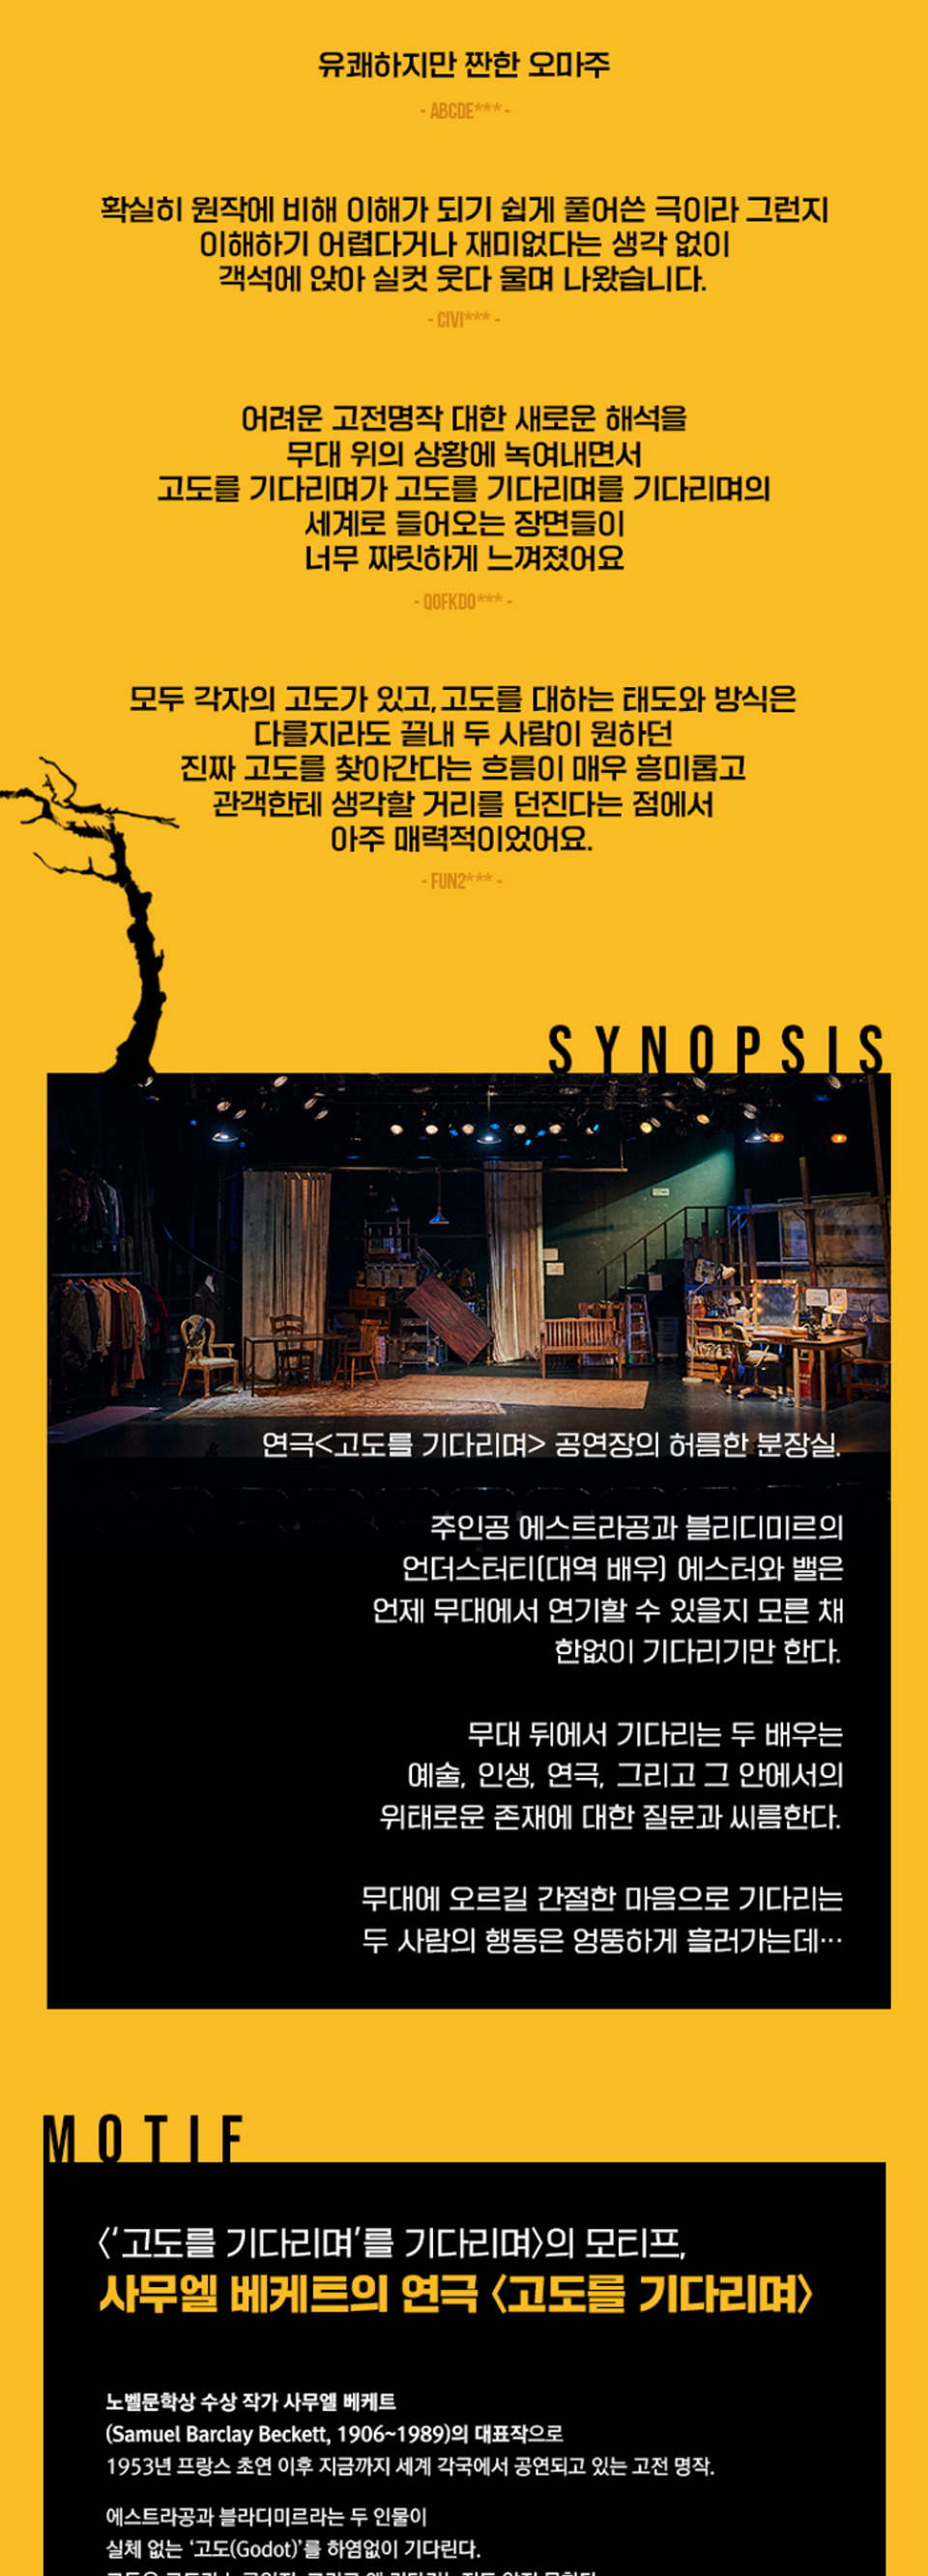 유쾌하지만 짠한 오마주
- ABCDE*** -
확실히 원작에 비해 이해가 되기 쉽게 풀어쓴 극이라 그런지
이해하기 어렵다거나 재미없다는 생각 없이
객석에 앉아 실컷 웃다 울며 나왔습니다.
- CIVI*** -
어려운 고전명작 대한 새로운 해석을
무대 위의 상황에 녹여내면서
고도를 기다리며가 고도를 기다리며를 기다리며의
세계로 들어오는 장면들이
너무 짜릿하게 느껴졌어요
- QOFKDO*** -
모두 각자의 고도가 있고,고도를 대하는 태도와 방식은
다를지라도 끝내 두 사람이 원하던
진짜 고도를 찾아간다는 흐름이 매우 흥미롭고
관객한테 생각할 거리를 던진다는 점에서
아주 매력적이었어요.
- FUN2*** -
SYNOPSIS
연극<고도를 기다리며> 공연장의 허름한 분장실.
주인공 에스트라공과 블리디미르의
언더스터티(대역 배우) 에스터와 밸은
언제 무대에서 연기할 수 있을지 모른 채
한없이 기다리기만 한다.
무대 뒤에서 기다리는 두 배우는
예술, 인생, 연극, 그리고 그 안에서의
위태로운 존재에 대한 질문과 씨름한다.
무대에 오르길 간절한 마음으로 기다리는
두 사람의 행동은 엉뚱하게 흘러가는데···
MOTIF
<'고도를 기다리며'를 기다리며>의 모티프,
사무엘 베케트의 연극 <고도를 기다리며>
노벨문학상 수상 작가 사무엘 베케트
(Samuel Barclay Beckett, 1906~1989)의 대표작으로
1953년 프랑스 초연 이후 지금까지 세계 각국에서 공연되고 있는 고전 명작.
에스트라공과 블라디미르라는 두 인물이
실체 없는 '고도(Godot)'를 하염없이 기다린다.